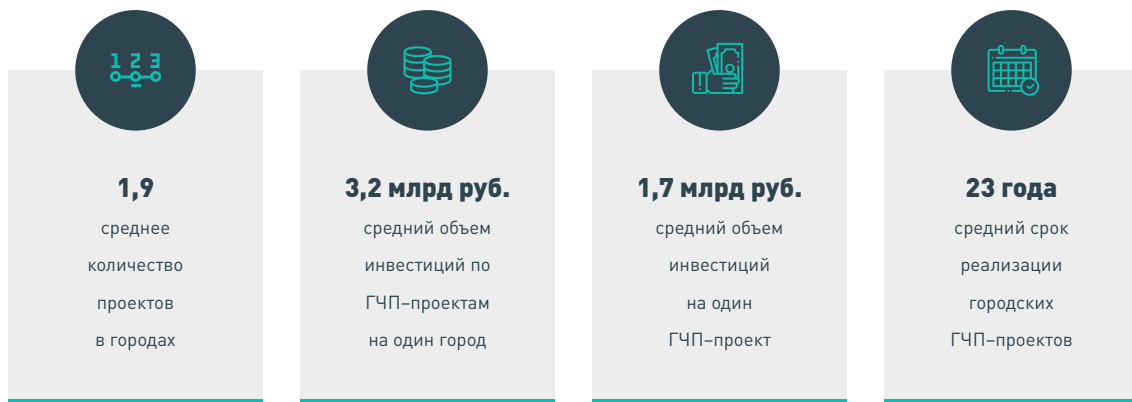 1 2 3
1,9
среднее
количество
проектов
в городах
3,2 млрд руб.
средний объем
инвестиций по
ГЧП–проектам
на один город
1,7 млрд руб.
средний объем
инвестиций
на один
ГЧП–проект
23 года
средний срок
реализации
городских
ГЧП–проектов